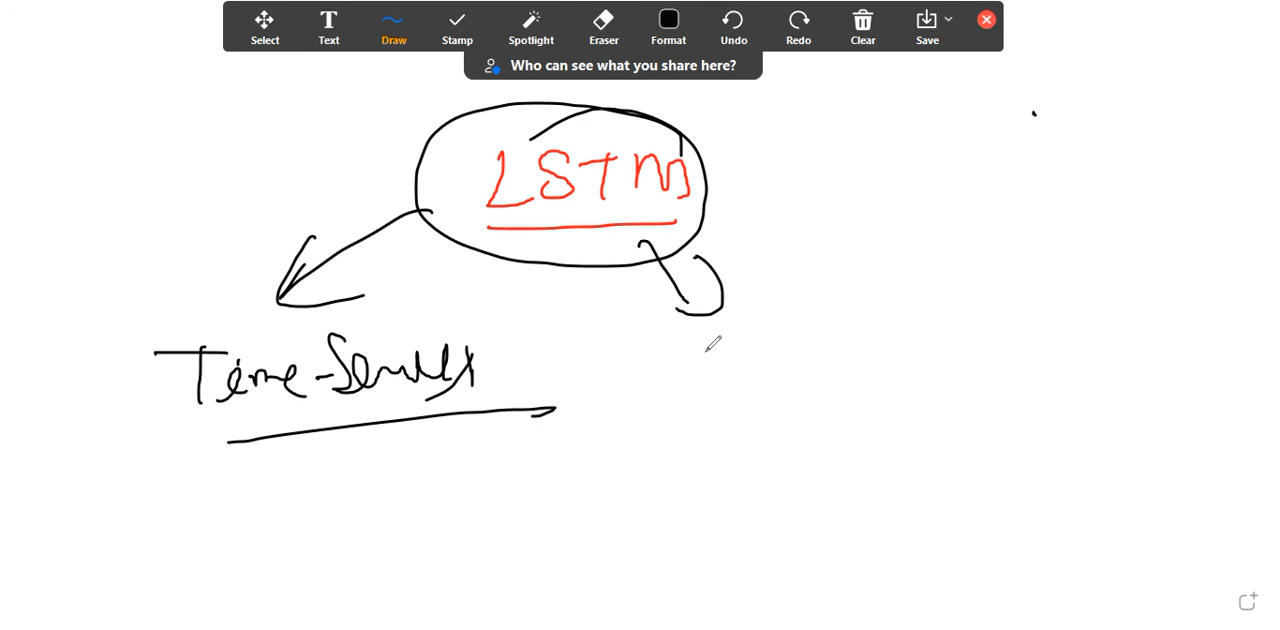 Select Text Draw Stamp Spotlight Eraser Format Undo Redo Clear Save
Who can see what you share here?
LSTM
Time-Series